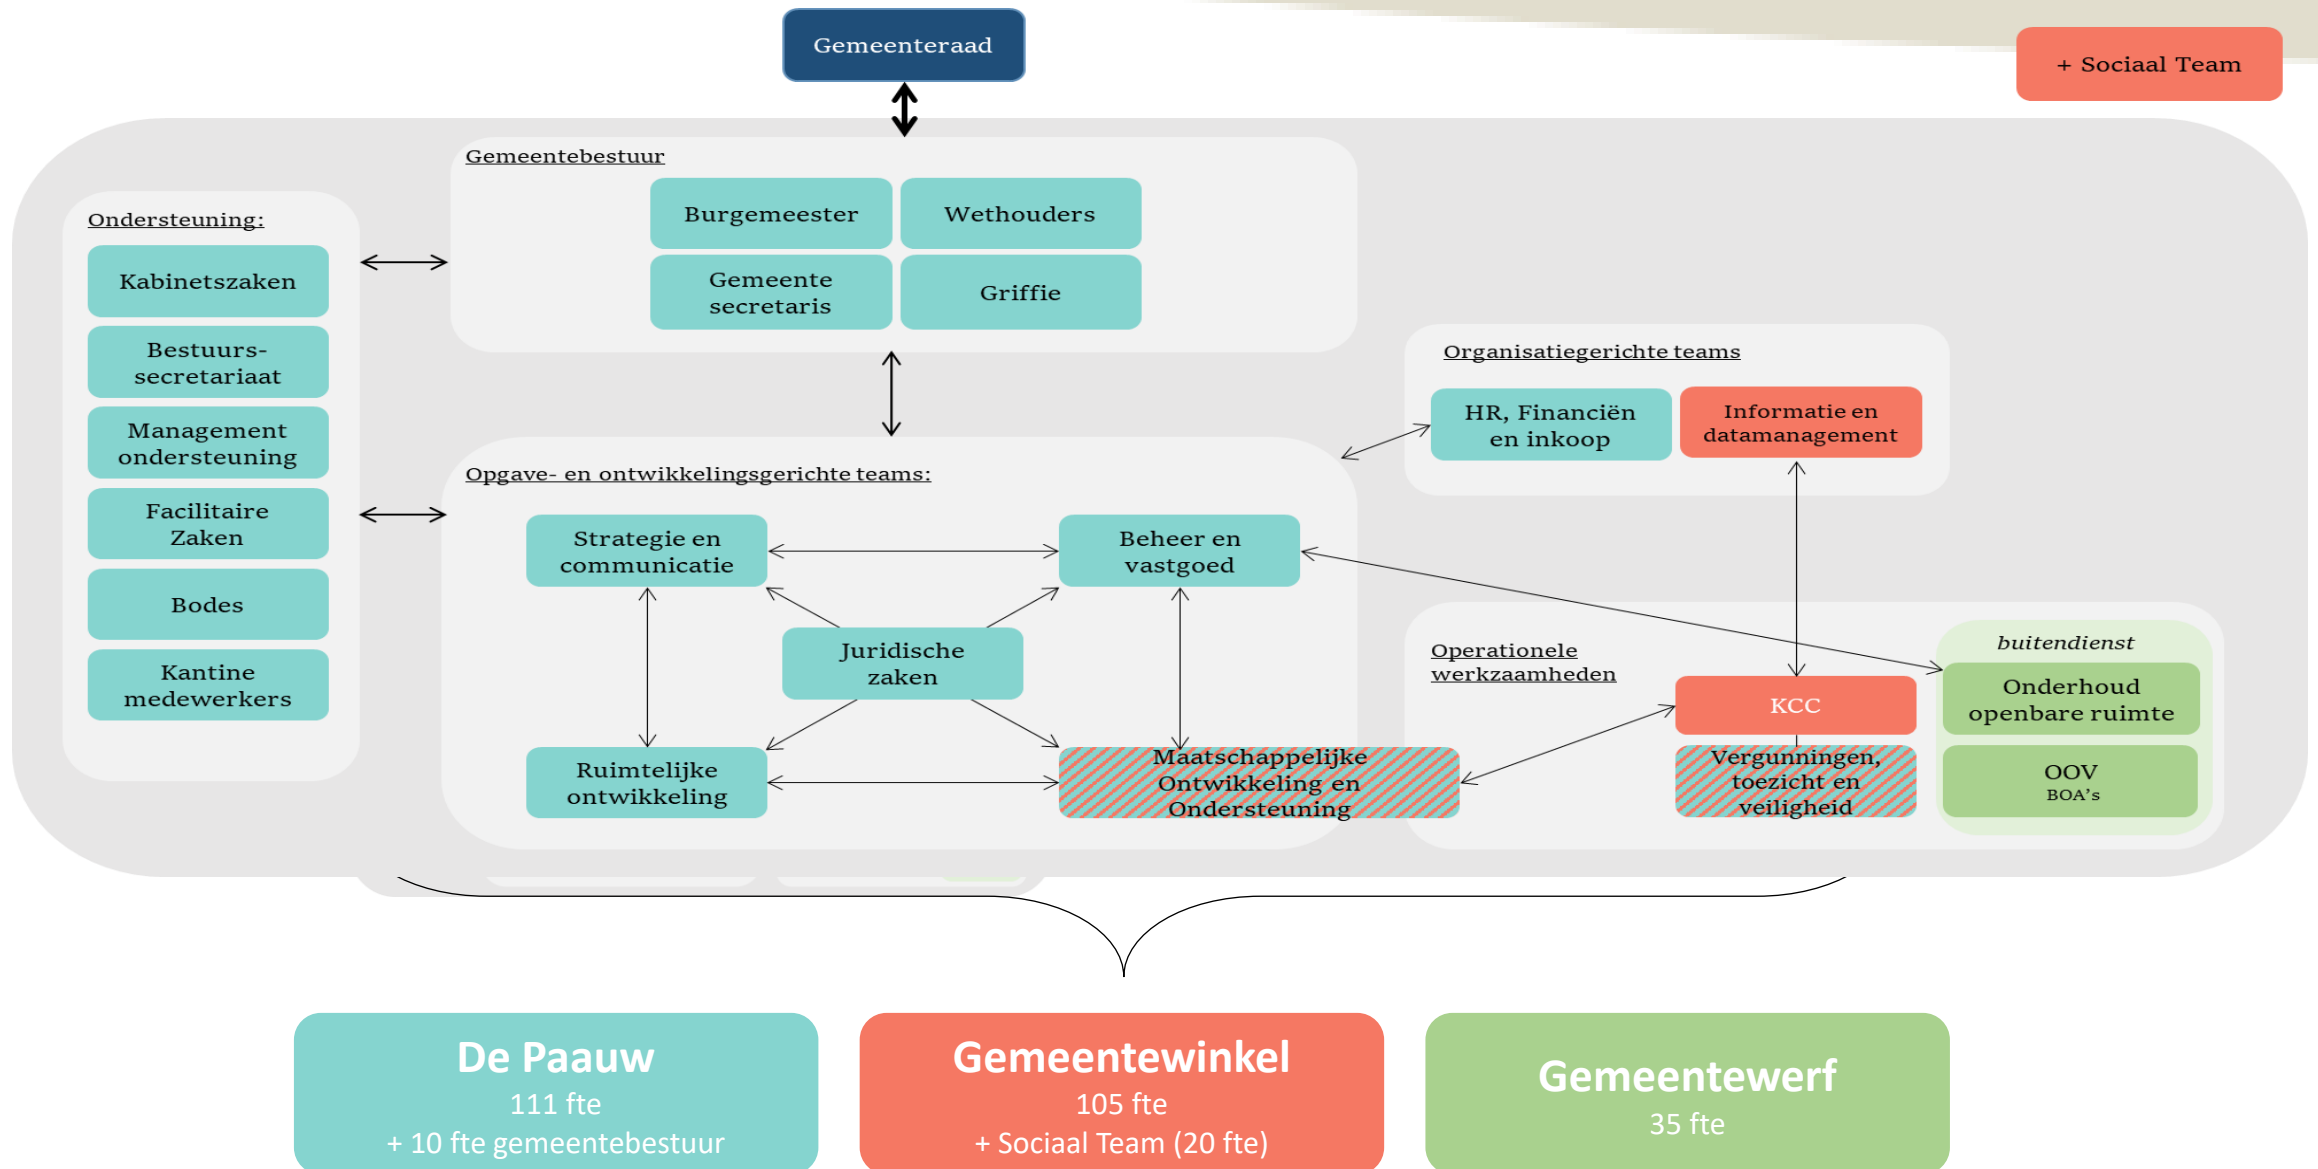 Gemeenteraad
+ Sociaal Team
Gemeentebestuur
Burgemeester
Wethouders
Gemeente
secretaris
Griffie
Ondersteuning:
Kabinetszaken
Bestuurs-
secretariaat
Management
ondersteuning
Facilitaire
Zaken
Bodes
Kantine
medewerkers
Organisatiegerichte teams
HR, Financiën
en inkoop
Informatie en
datamanagement
Opgave- en ontwikkelingsgerichte teams:
Strategie en
communicatie
Beheer en
vastgoed
Juridische
zaken
Ruimtelijke
ontwikkeling
Maatschappelijke
Ontwikkeling en
Ondersteuning
Operationele
werkzaamheden
KCC
Vergunningen,
toezicht en
veiligheid
buitendienst
Onderhoud
openbare ruimte
OOV
BOA's
De Paauw
111 fte
+ 10 fte gemeentebestuur
Gemeentewinkel
105 fte
+ Sociaal Team (20 fte)
Gemeentewerf
35 fte